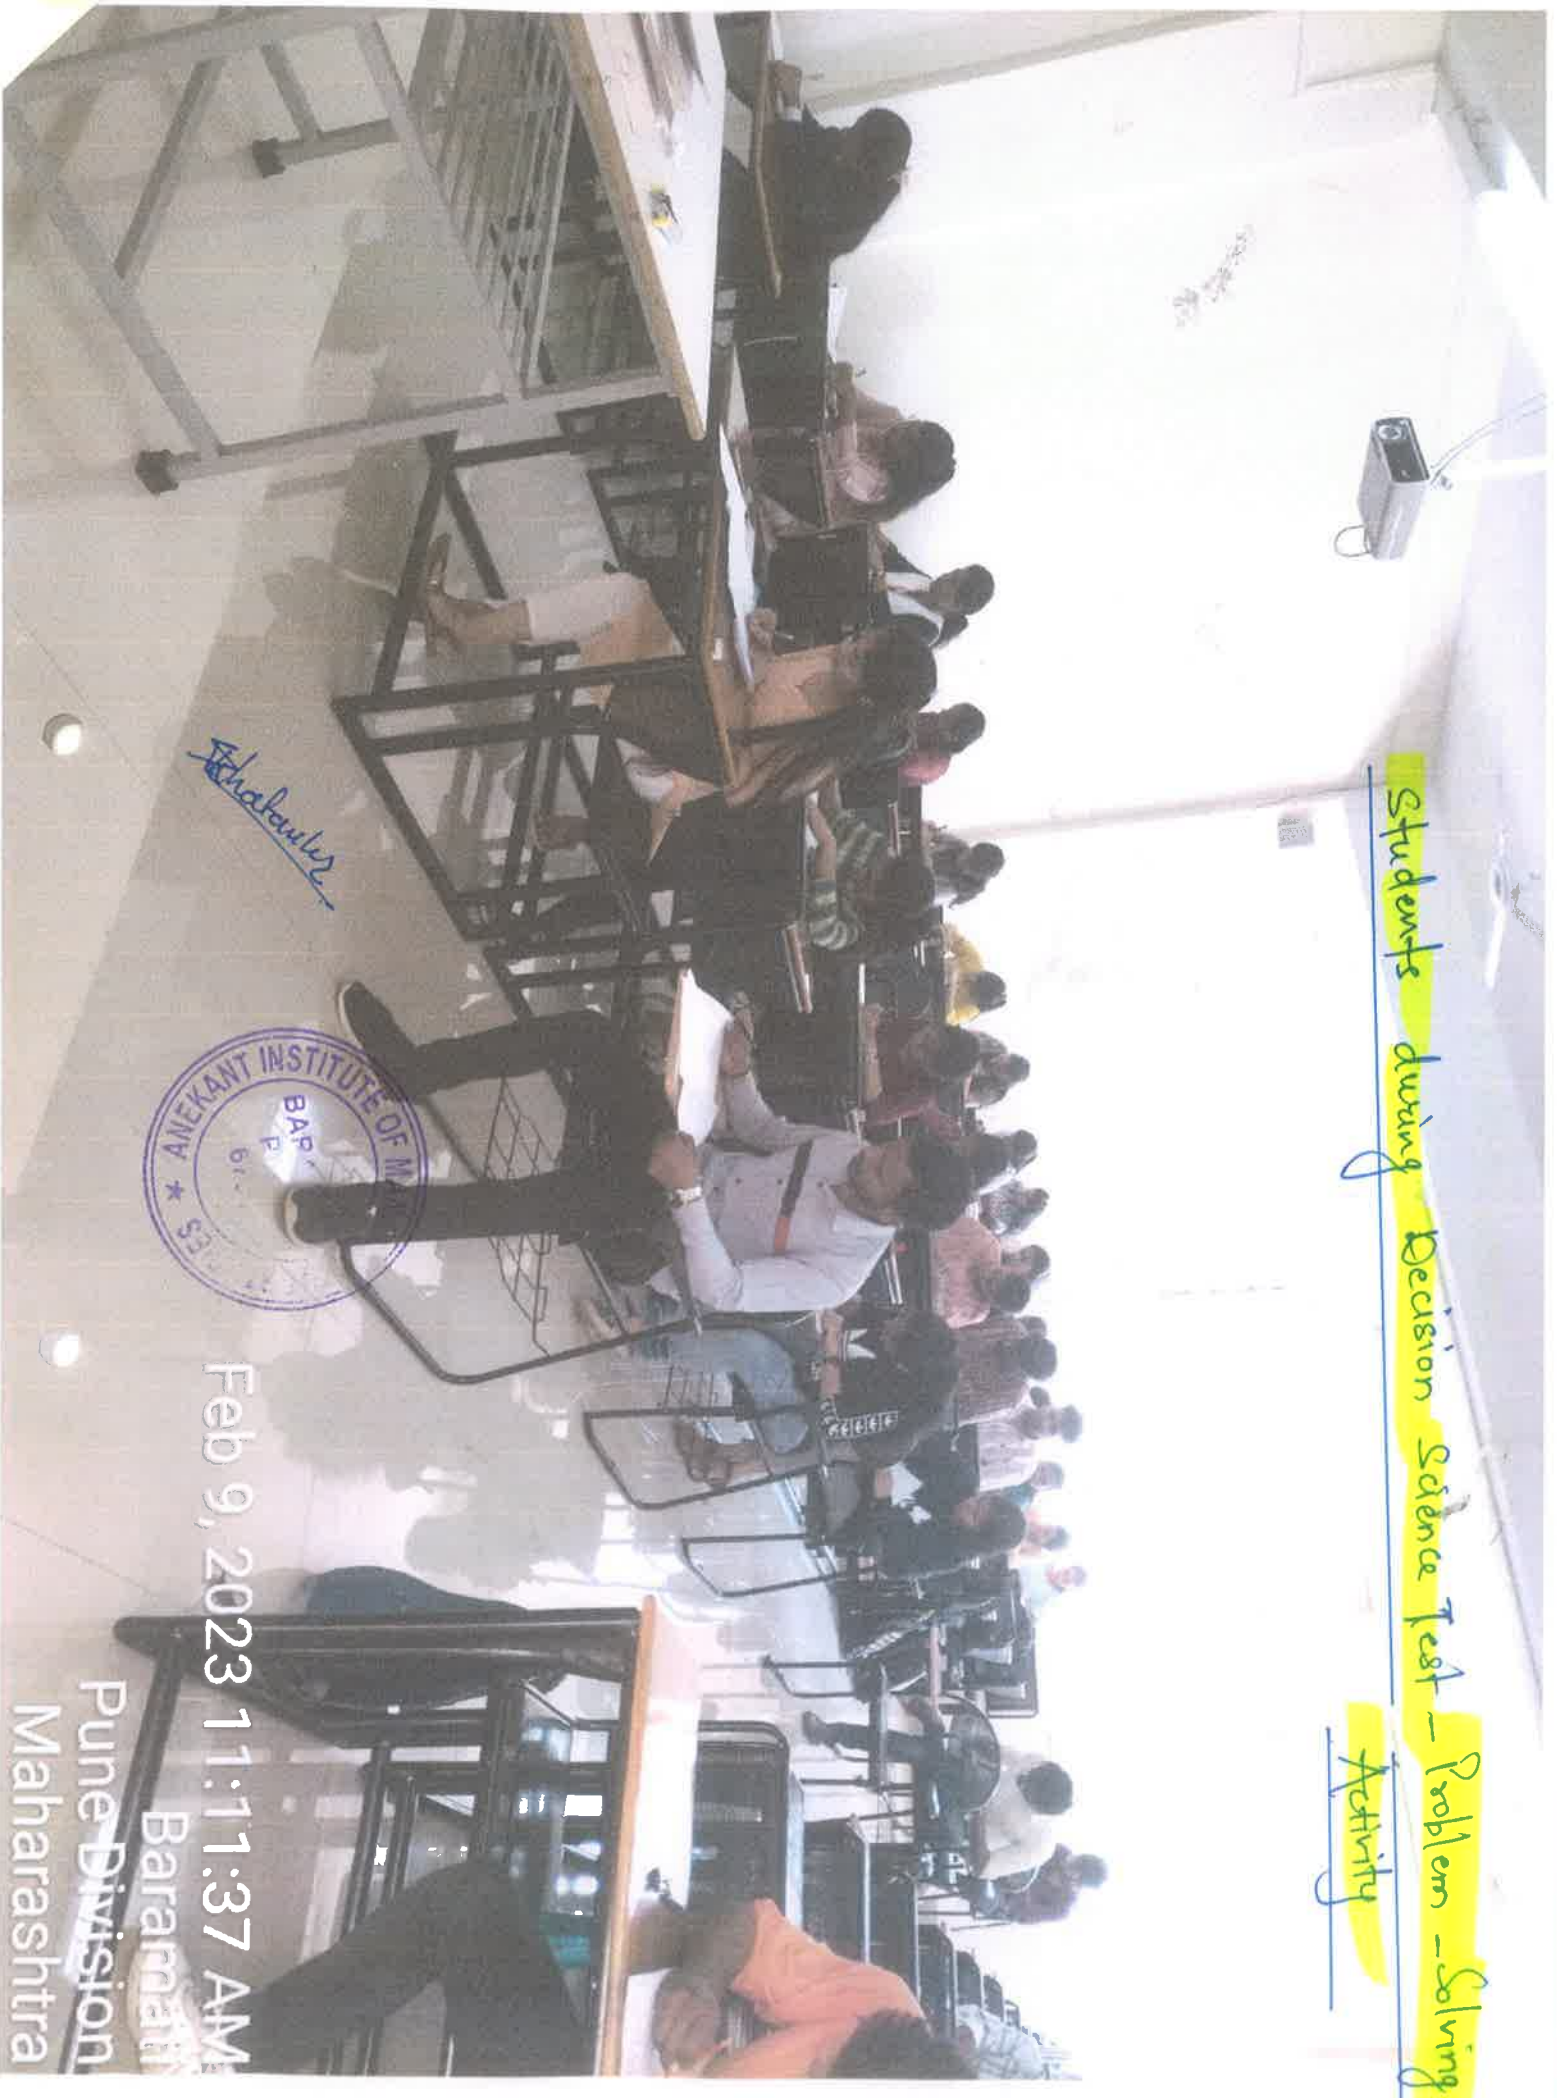 Students during Decision Science Test - Problem - Solving
Activity
ANEKANT INSTITUTE OF
Feb 9, 2023 11:11:37 AM
Baramati
Pune Division
Maharashtra